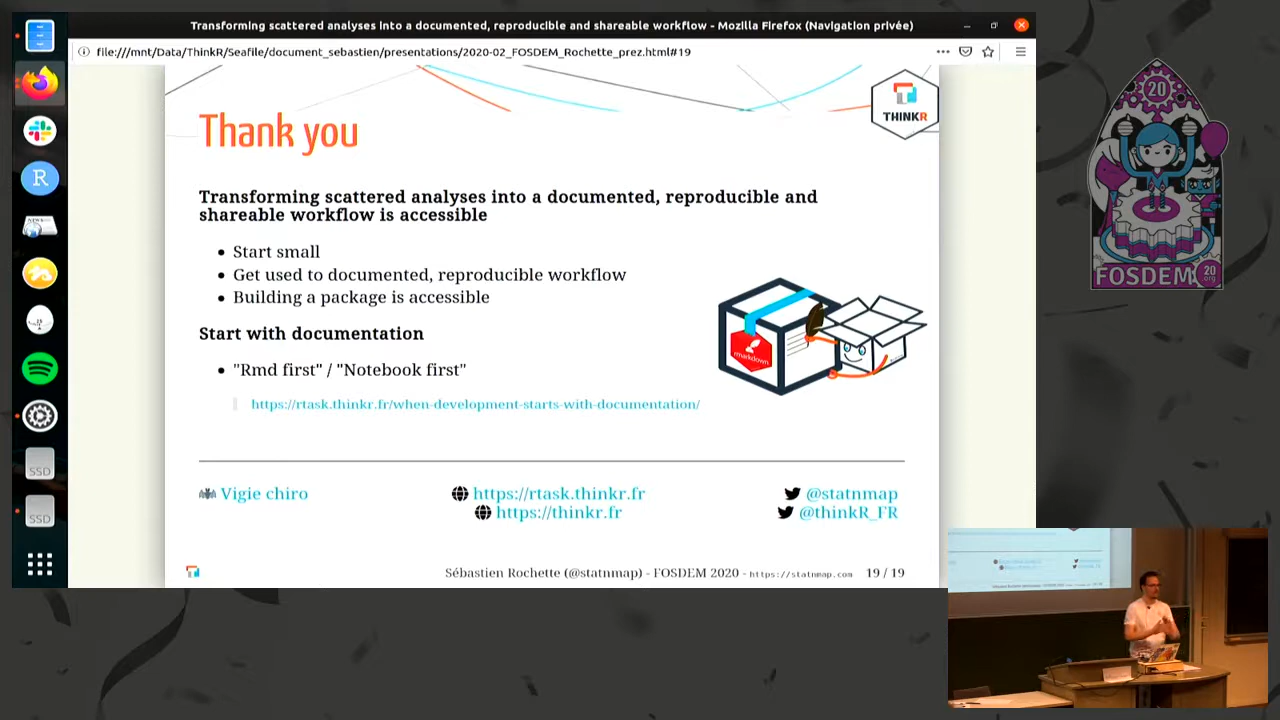 Transforming scattered analyses into a documented, reproducible and shareable workflow - Mozilla Firefox (Navigation privée)
file:///mnt/Data/ThinkR/Seafile/document_sebastien/presentations/2020-02_FOSDEM_Rochette_prez.html#19
THINKR
Thank you
Transforming scattered analyses into a documented, reproducible and
shareable workflow is accessible
Start small
Get used to documented, reproducible workflow
Building a package is accessible
Start with documentation
"Rmd first" / "Notebook first"
https://rtask.thinkr.fr/when-development-starts-with-documentation/
rmarkdown
Vigie chiro
https://rtask.thinkr.fr
https://thinkr.fr
@statnmap
@thinkR_FR
Sébastien Rochette (@statnmap) - FOSDEM 2020 - https://statnmap.com
19 / 19
R
SSD
SSD
20
FOSDEM
20
.org